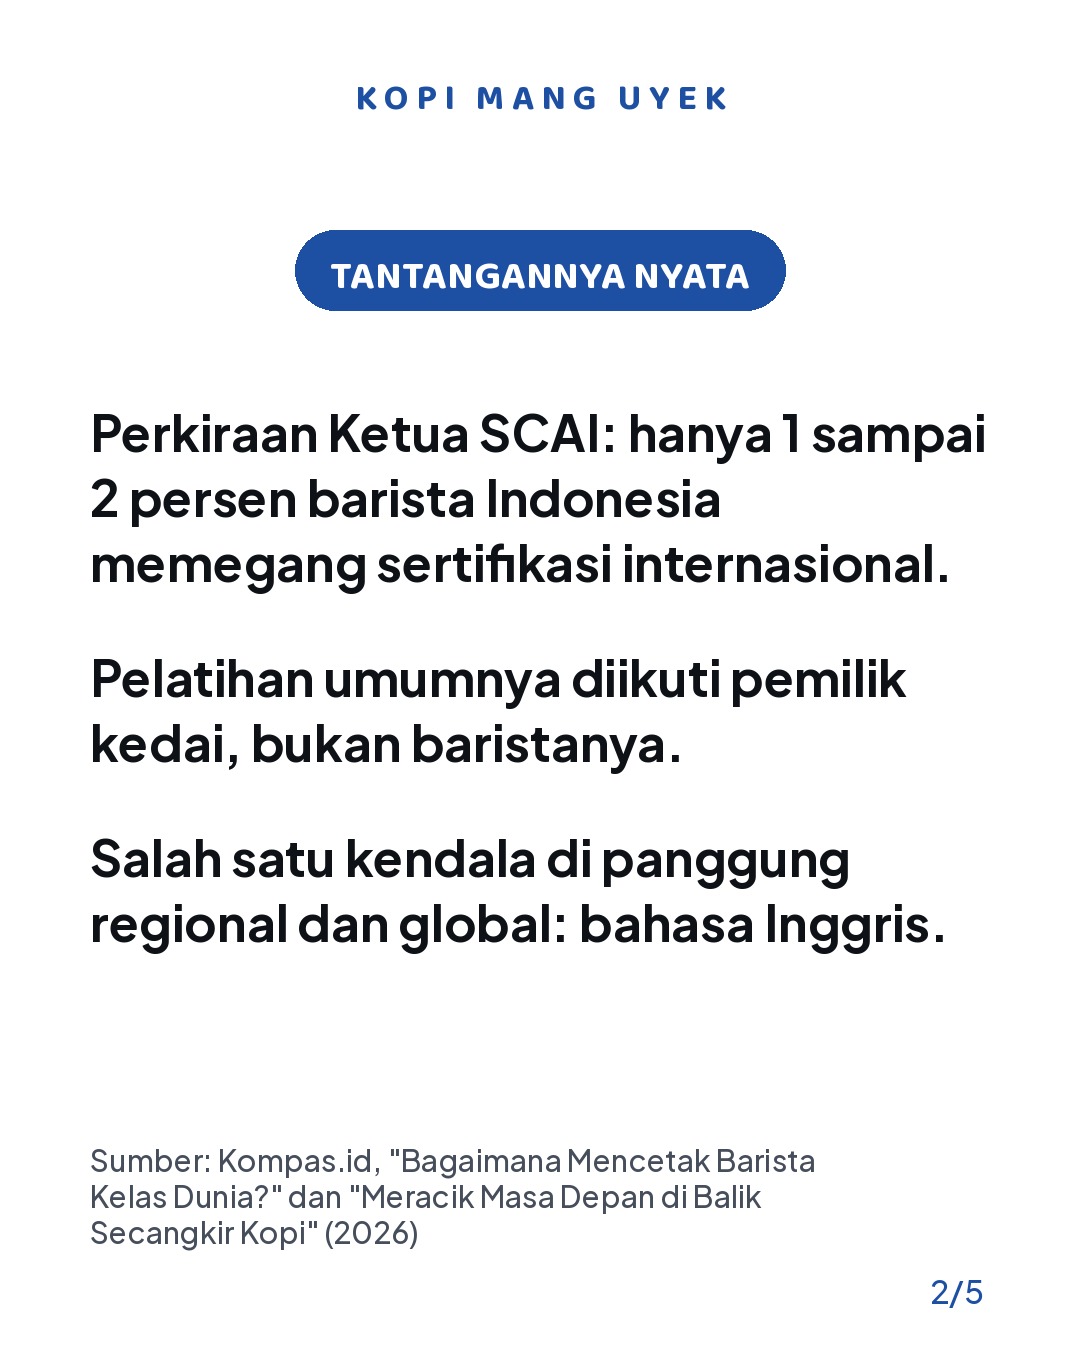 KOPI MANG UYEK
TANTANGANNYA NYATA
Perkiraan Ketua SCAI: hanya 1 sampai
2 persen barista Indonesia
memegang sertifikasi internasional.
Pelatihan umumnya diikuti pemilik
kedai, bukan baristanya.
Salah satu kendala di panggung
regional dan global: bahasa Inggris.
Sumber: Kompas.id, "Bagaimana Mencetak Barista
Kelas Dunia?" dan "Meracik Masa Depan di Balik
Secangkir Kopi" (2026)
2/5